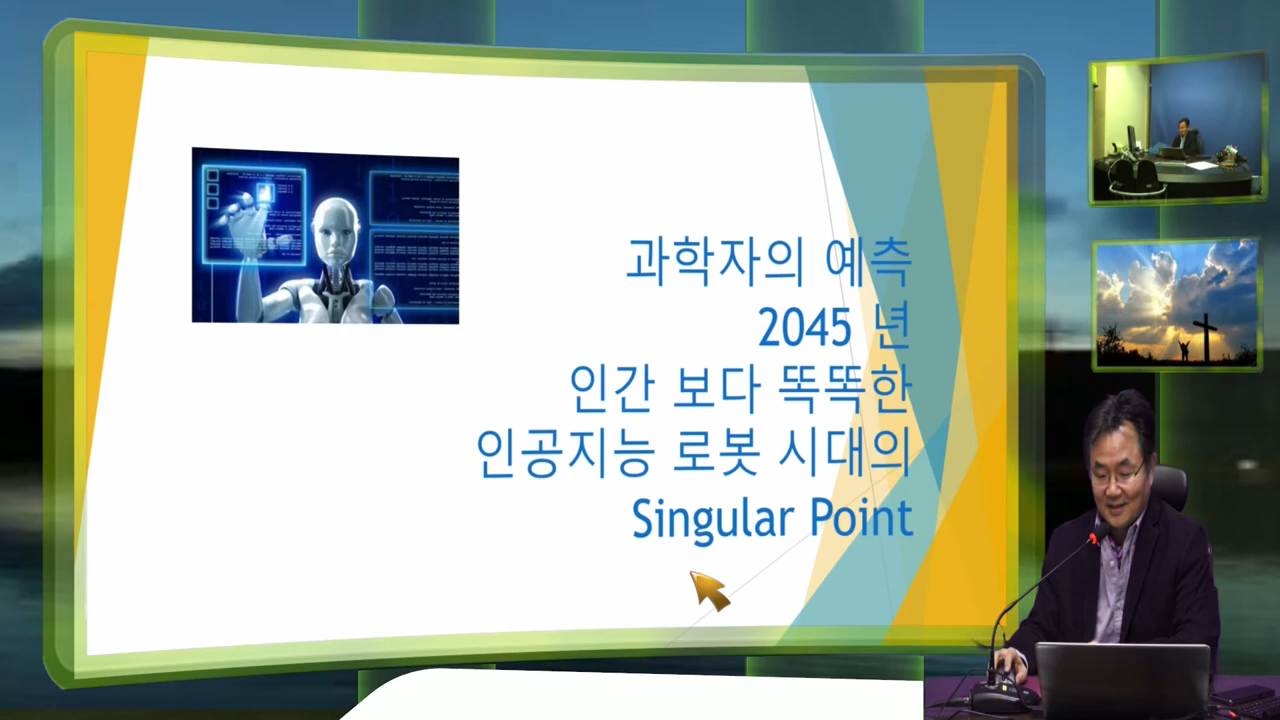 과학자의 예측
2045 년
인간 보다 똑똑한
인공지능 로봇 시대의
Singular Point